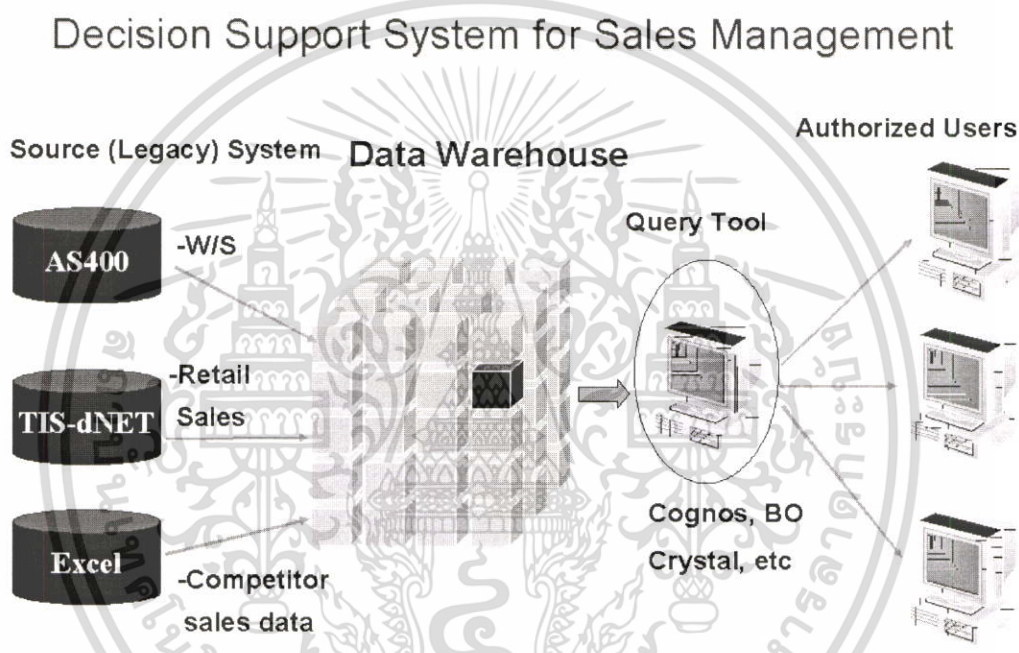 Decision Support System for Sales Management
Source (Legacy) System
Data Warehouse
Authorized Users
Query Tool
AS400
-W/S
TIS-dNET
-Retail
Sales
Excel
-Competitor
sales data
Cognos, BO
Crystal, etc